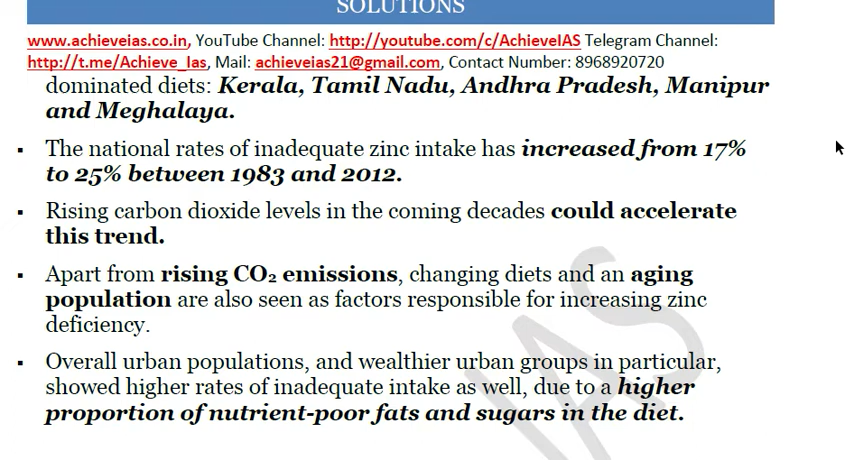 SOLUTIONS
www.achieveias.co.in, YouTube Channel: http://youtube.com/c/AchieveIAS Telegram Channel:
http://t.me/Achieve_Ias, Mail: achieveias21@gmail.com, Contact Number: 8968920720
dominated diets: Kerala, Tamil Nadu, Andhra Pradesh, Manipur
and Meghalaya.
▪ The national rates of inadequate zinc intake has increased from 17%
to 25% between 1983 and 2012.
▪ Rising carbon dioxide levels in the coming decades could accelerate
this trend.
▪ Apart from rising CO₂ emissions, changing diets and an aging
population are also seen as factors responsible for increasing zinc
deficiency.
▪ Overall urban populations, and wealthier urban groups in particular,
showed higher rates of inadequate intake as well, due to a higher
proportion of nutrient-poor fats and sugars in the diet.
IAS